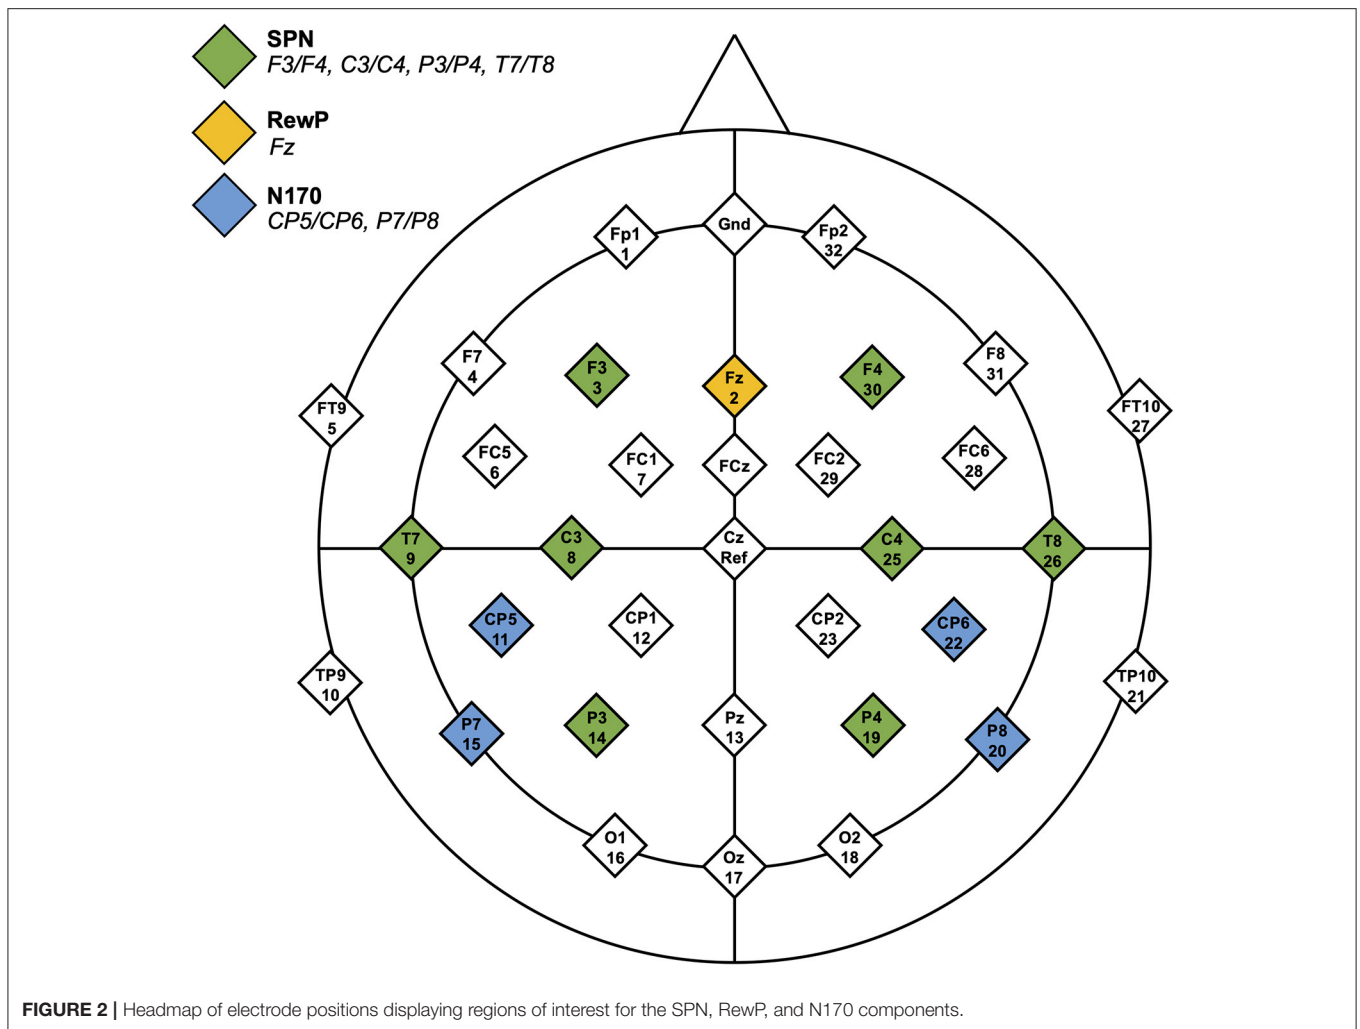 SPN
F3/F4, C3/C4, P3/P4, T7/T8
RewP
Fz
N170
CP5/CP6, P7/P8
Gnd
Fp1
1
Fp2
32
F7
4
F3
3
Fz
2
F4
30
F8
31
FT9
5
FT10
27
FC5
6
FC1
7
FCz
FC2
29
FC6
28
T7
9
C3
8
Cz
Ref
C4
25
T8
26
CP5
11
CP1
12
CP2
23
CP6
22
TP9
10
TP10
21
P7
15
P3
14
Pz
13
P4
19
P8
20
O1
16
Oz
17
O2
18
FIGURE 2 | Headmap of electrode positions displaying regions of interest for the SPN, RewP, and N170 components.